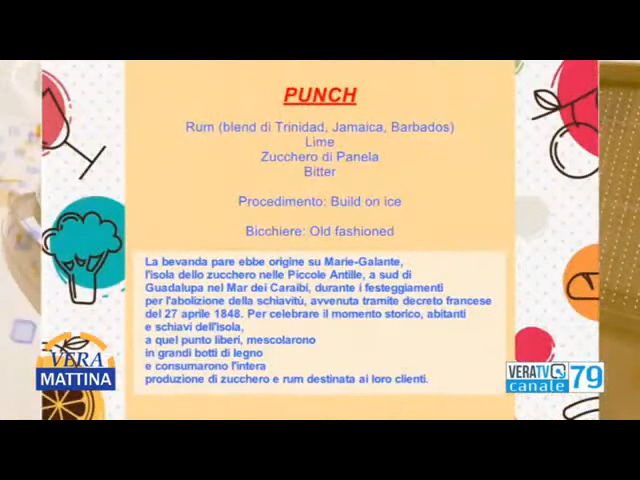 PUNCH
Rum (blend di Trinidad, Jamaica, Barbados)
Lime
Zucchero di Panela
Bitter
Procedimento: Build on ice
Bicchiere: Old fashioned
La bevanda pare ebbe origine su Marie-Galante,
l'isola dello zucchero nelle Piccole Antille, a sud di
Guadalupa nel Mar dei Caraibi, durante i festeggiamenti
per l'abolizione della schiavitù, avvenuta tramite decreto francese
del 27 aprile 1848. Per celebrare il momento storico, abitanti
e schiavi dell'isola,
a quel punto liberi, mescolarono
in grandi botti di legno
e consumarono l'intera
produzione di zucchero e rum destinata ai loro clienti.
VERA
MATTINA
VERATV
canale 79